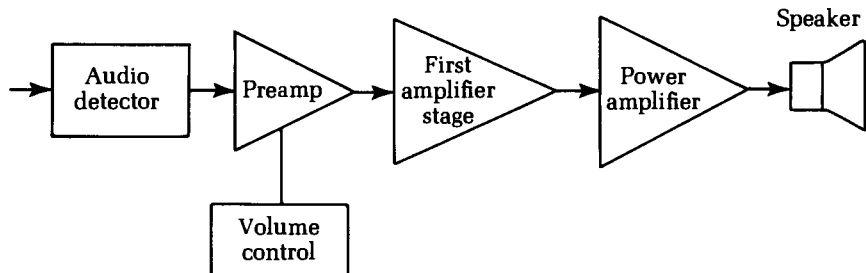 Speaker
Audio
detector
Preamp
First
amplifier
stage
Power
amplifier
Volume
control